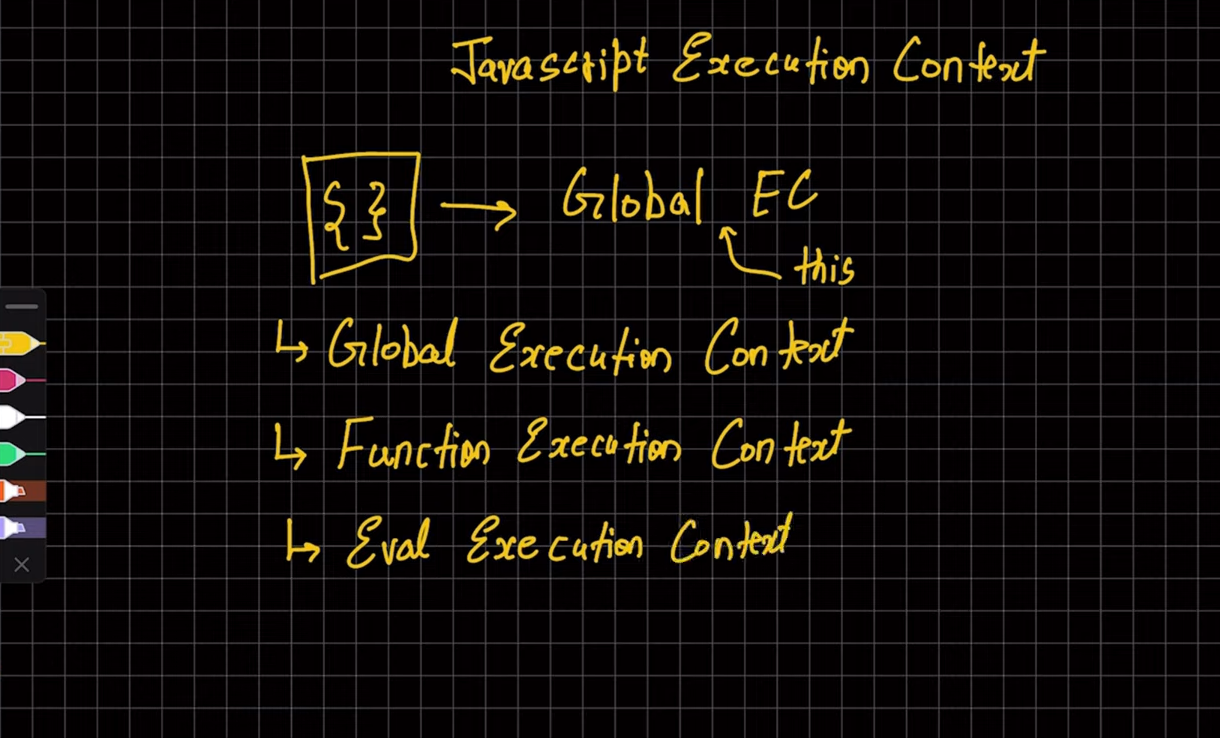 Javascript Execution Context
{ } → Global EC
this
↳ Global Execution Context
↳ Function Execution Context
↳ Eval Execution Context